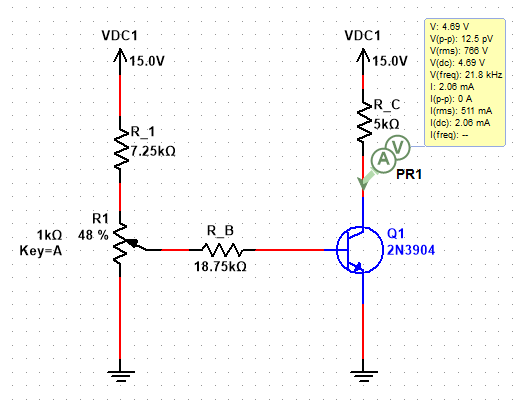 VDC1
15.0V
R_1
7.25kΩ
R1
1kΩ
48 %
Key=A
R_B
18.75kΩ
VDC1
15.0V
R_C
5kΩ
A
V
PR1
Q1
2N3904
V: 4.69 V
V(p-p): 12.5 pV
V(rms): 766 V
V(dc): 4.69 V
V(freq): 21.8 kHz
I: 2.06 mA
I(p-p): 0 A
I(rms): 511 mA
I(dc): 2.06 mA
I(freq): --